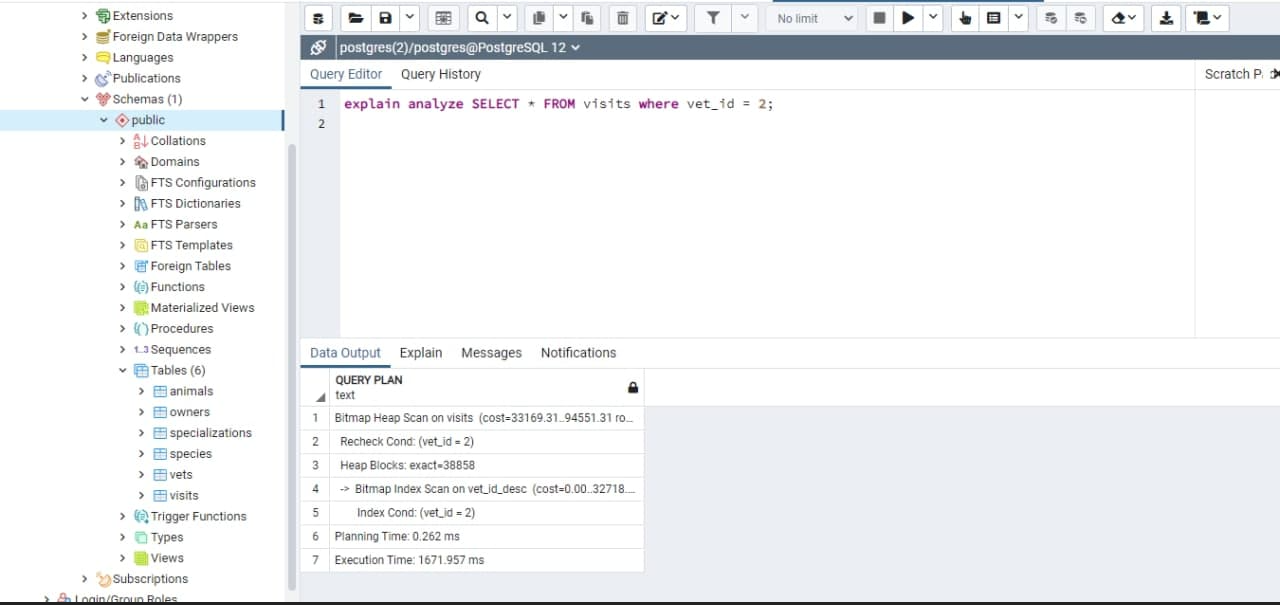 Extensions
Foreign Data Wrappers
Languages
Publications
Schemas (1)
public
Collations
Domains
FTS Configurations
FTS Dictionaries
Aa FTS Parsers
FTS Templates
Foreign Tables
Functions
Materialized Views
Procedures
1..3 Sequences
Tables (6)
animals
owners
specializations
species
vets
visits
Trigger Functions
Types
Views
Subscriptions
Login/Group Roles
No limit
postgres(2)/postgres@PostgreSQL 12
Query Editor Query History Scratch P
1 explain analyze SELECT * FROM visits where vet_id = 2;
2
Data Output Explain Messages Notifications
QUERY PLAN
text
1 Bitmap Heap Scan on visits (cost=33169.31..94551.31 ro...
2 Recheck Cond: (vet_id = 2)
3 Heap Blocks: exact=38858
4 -> Bitmap Index Scan on vet_id_desc (cost=0.00..32718....
5 Index Cond: (vet_id = 2)
6 Planning Time: 0.262 ms
7 Execution Time: 1671.957 ms